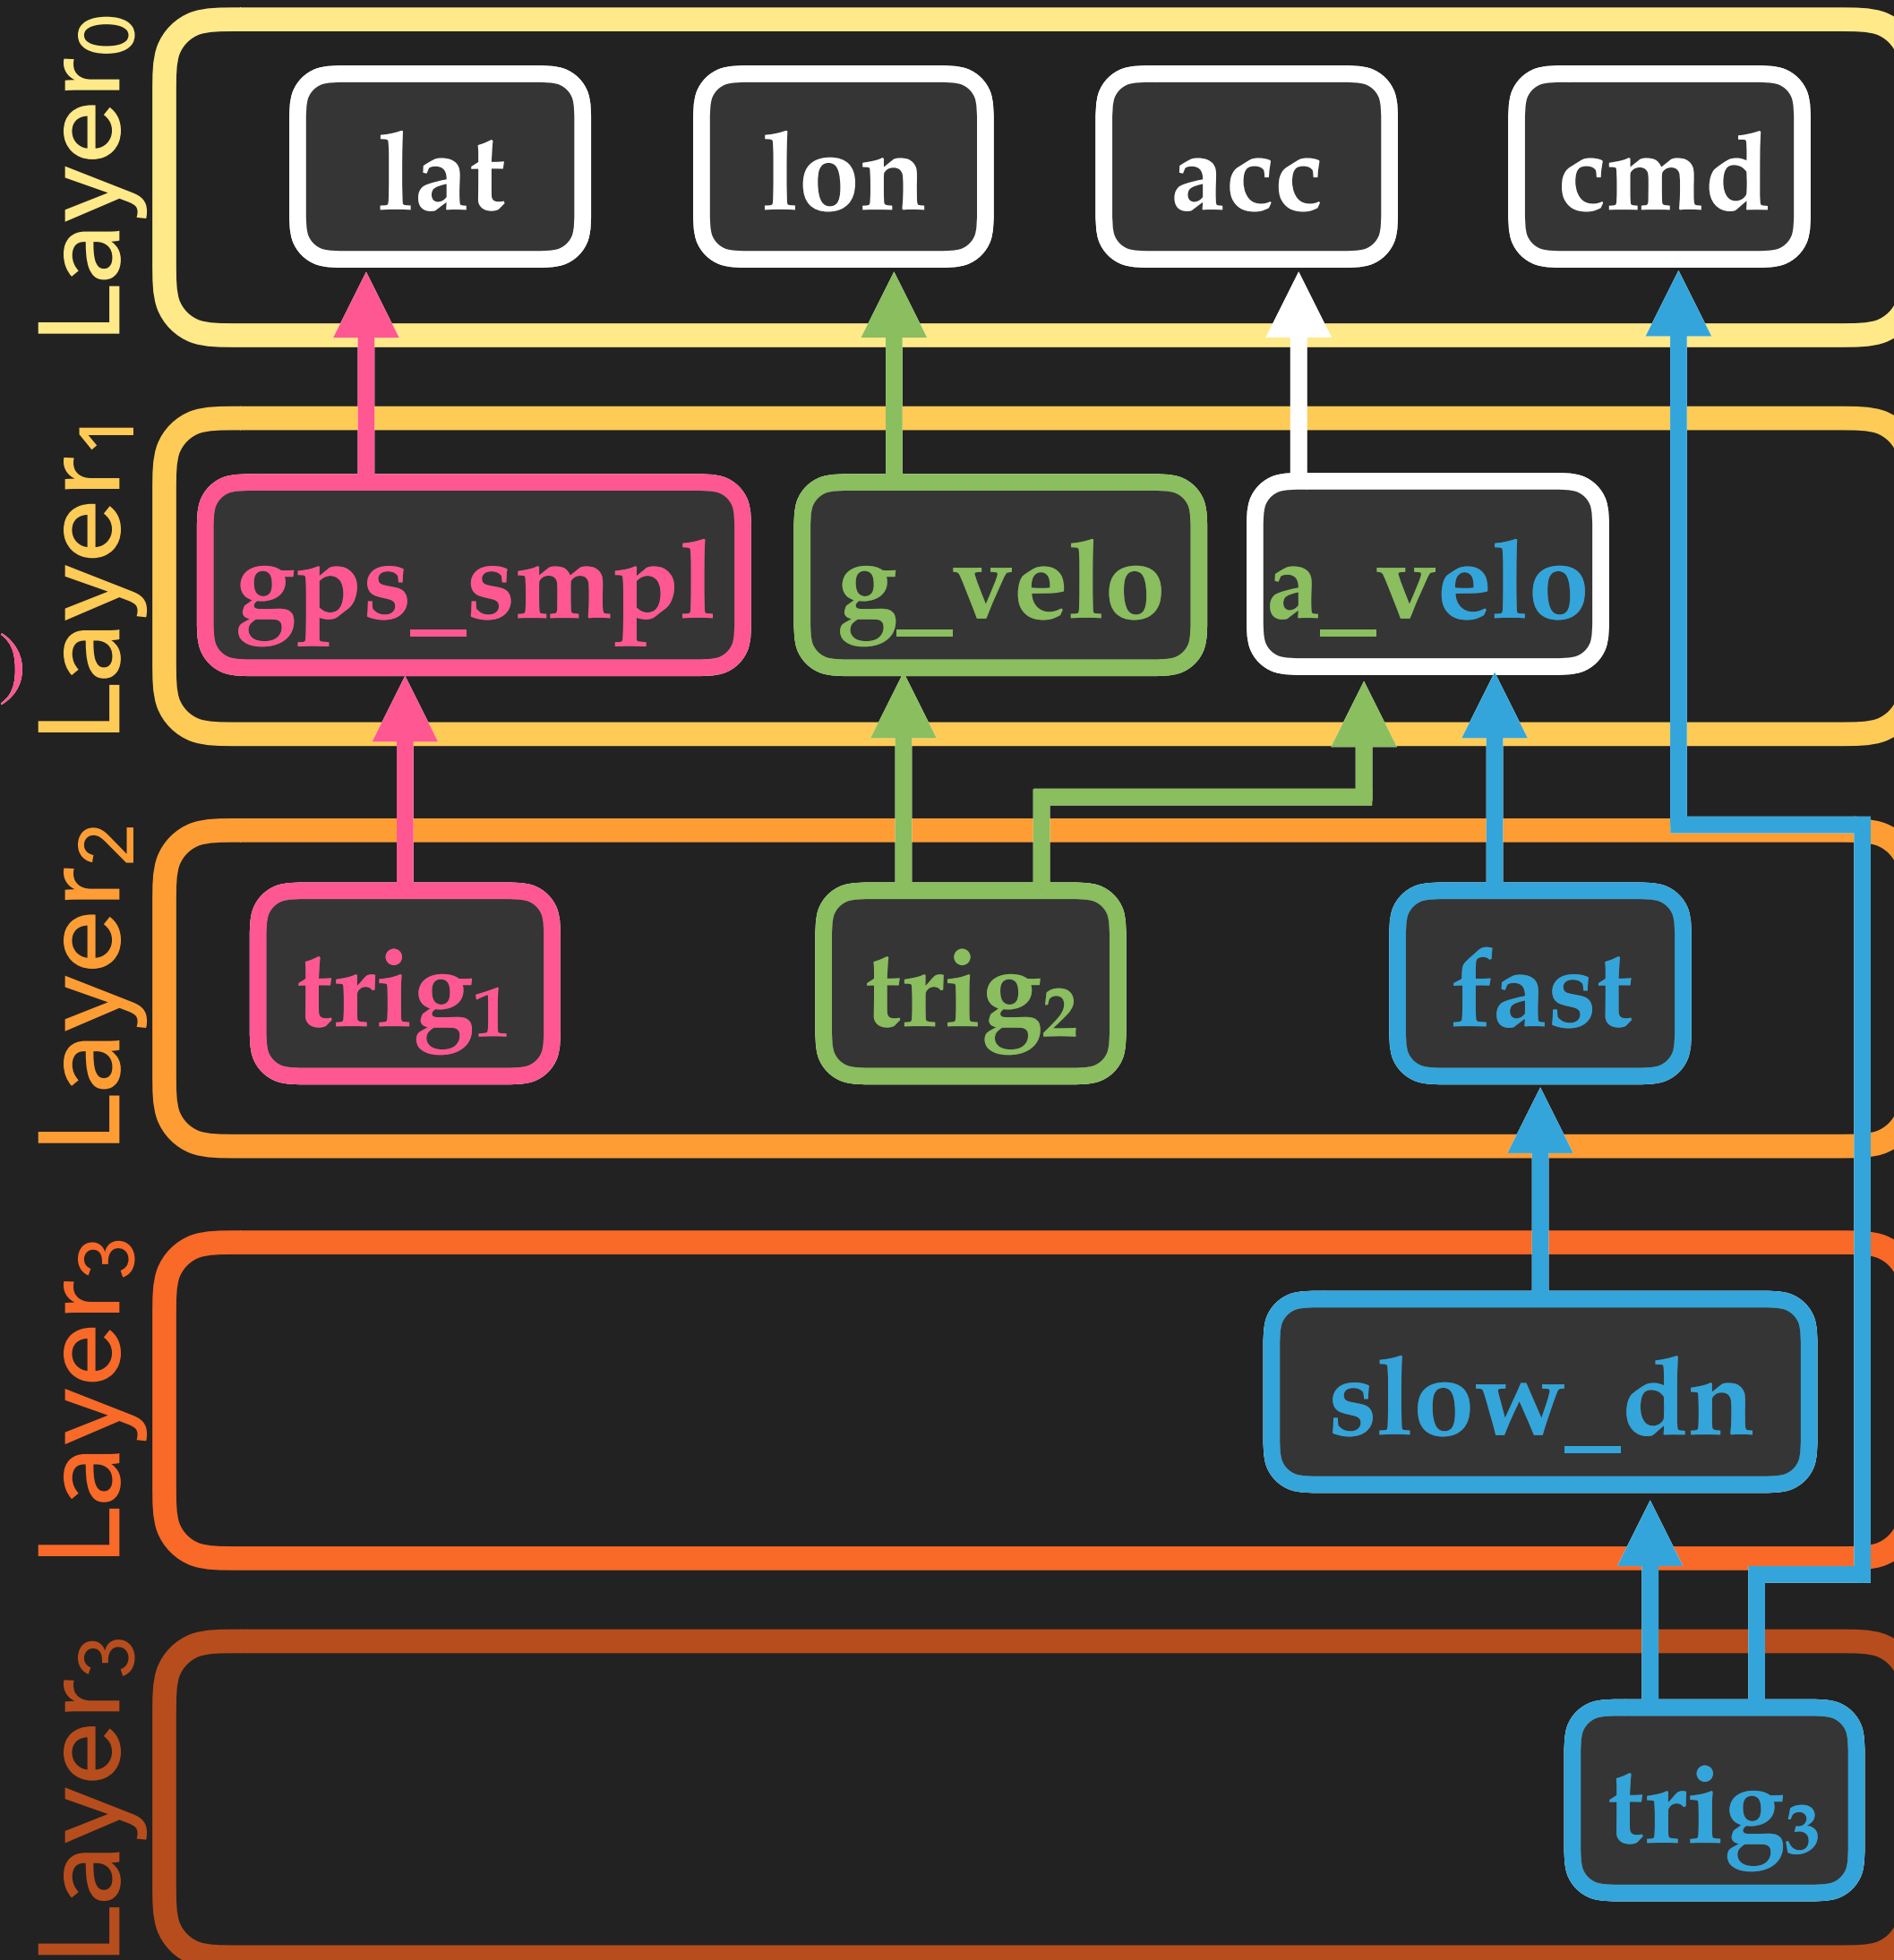 Layer0
lat lon acc cmd
Layer1
gps_smpl g_velo a_velo
Layer2
trig1 trig2 fast
Layer3
slow_dn
Layer3
trig3